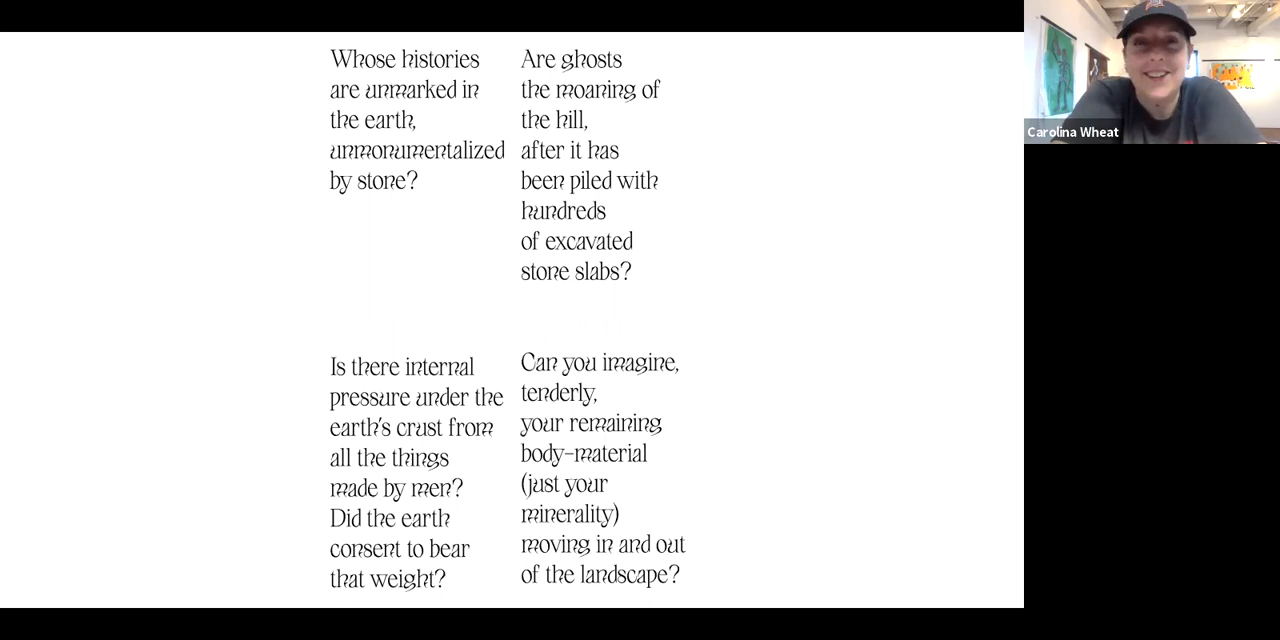 Whose histories
are unmarked in
the earth,
unmonumentalized
by stone?
Are ghosts
the moaning of
the hill,
after it has
been piled with
hundreds
of excavated
stone slabs?
Is there internal
pressure under the
earth's crust from
all the things
made by men?
Did the earth
consent to bear
that weight?
Can you imagine,
tenderly,
your remaining
body–material
(just your
minerality)
moving in and out
of the landscape?
Carolina Wheat